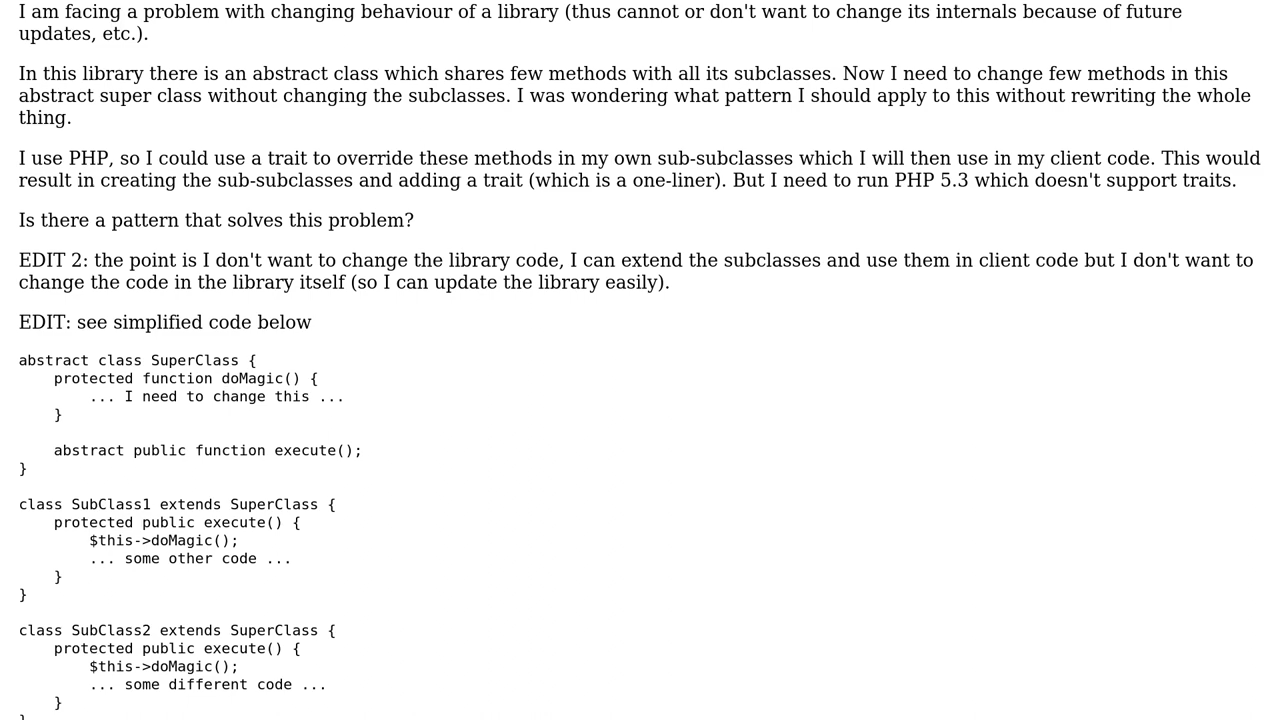 I am facing a problem with changing behaviour of a library (thus cannot or don't want to change its internals because of future
updates, etc.).
In this library there is an abstract class which shares few methods with all its subclasses. Now I need to change few methods in this
abstract super class without changing the subclasses. I was wondering what pattern I should apply to this without rewriting the whole
thing.
I use PHP, so I could use a trait to override these methods in my own sub-subclasses which I will then use in my client code. This would
result in creating the sub-subclasses and adding a trait (which is a one-liner). But I need to run PHP 5.3 which doesn't support traits.
Is there a pattern that solves this problem?
EDIT 2: the point is I don't want to change the library code, I can extend the subclasses and use them in client code but I don't want to
change the code in the library itself (so I can update the library easily).
EDIT: see simplified code below
abstract class SuperClass {
    protected function doMagic() {
        ... I need to change this ...
    }
    abstract public function execute();
}
class SubClass1 extends SuperClass {
    protected public execute() {
        $this->doMagic();
        ... some other code ...
    }
}
class SubClass2 extends SuperClass {
    protected public execute() {
        $this->doMagic();
        ... some different code ...
    }
}